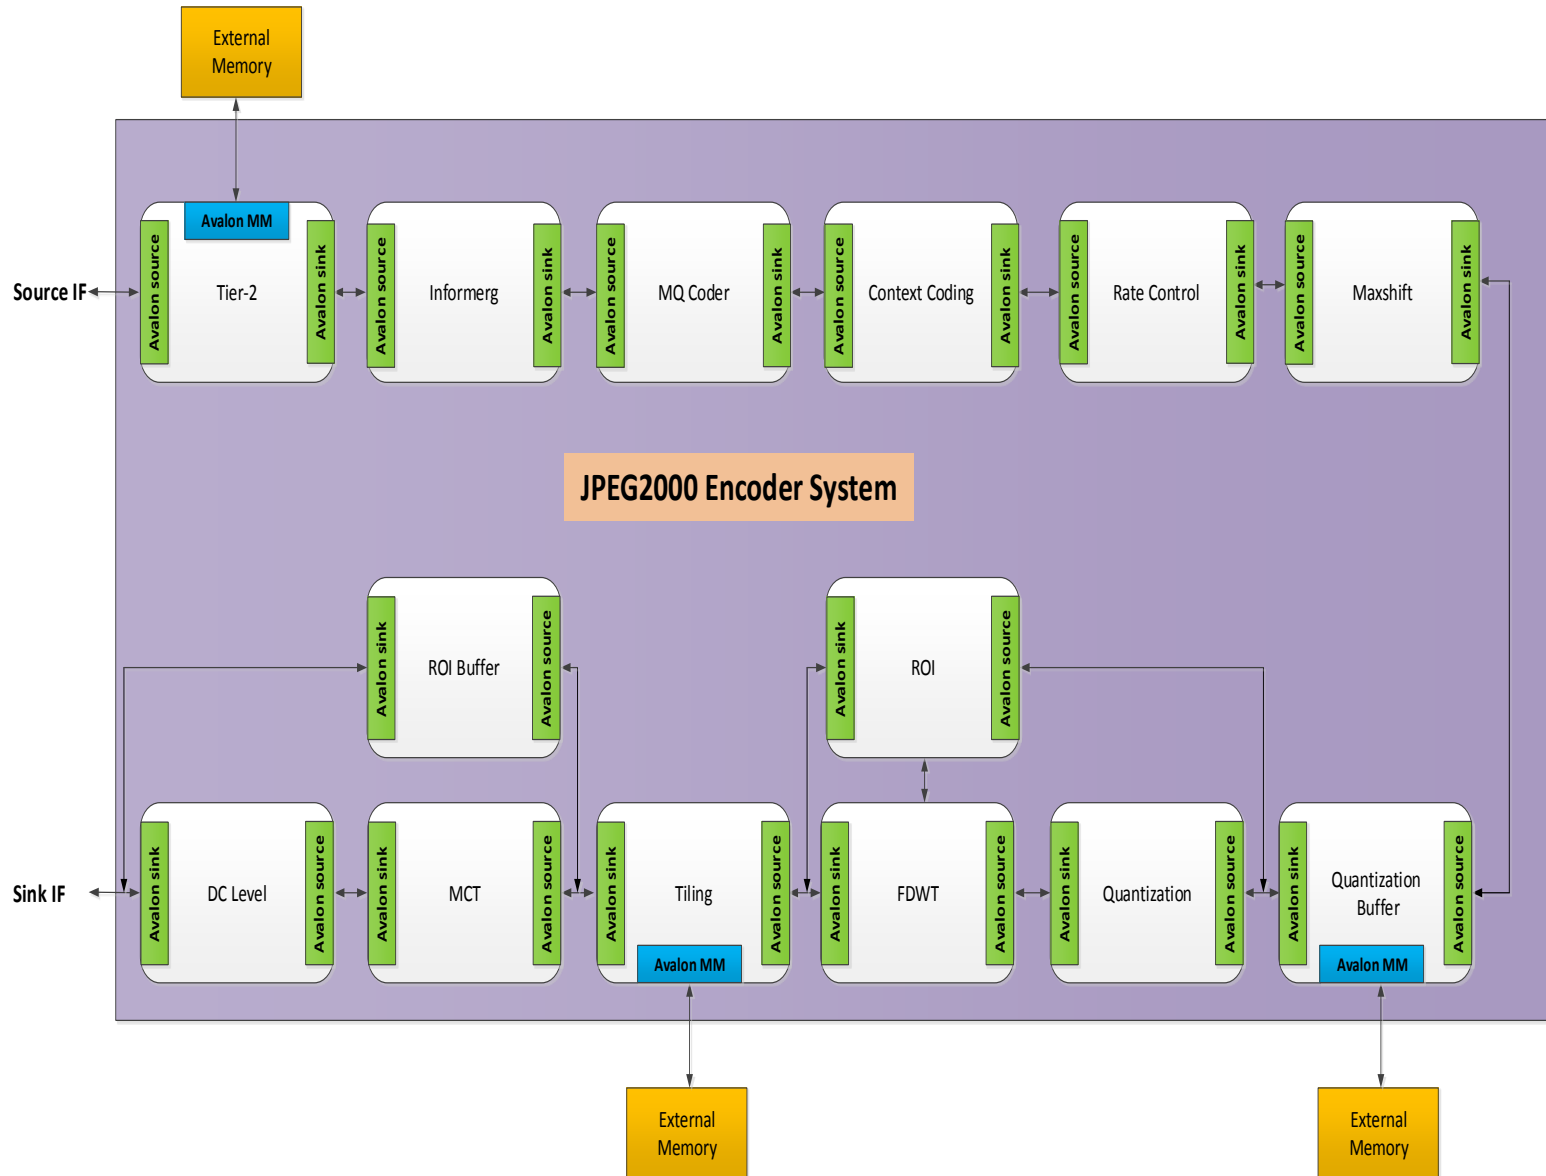 External
Memory
Avalon MM
Source IF
Avalon source
Tier-2
Avalon sink
Avalon source
Informerg
Avalon sink
Avalon source
MQ Coder
Avalon sink
Avalon source
Context Coding
Avalon sink
Avalon source
Rate Control
Avalon sink
Avalon source
Maxshift
Avalon sink
JPEG2000 Encoder System
Avalon sink
ROI Buffer
Avalon source
Avalon sink
ROI
Avalon source
Sink IF
Avalon sink
DC Level
Avalon source
Avalon sink
MCT
Avalon source
Avalon sink
Tiling
Avalon MM
Avalon source
Avalon sink
FDWT
Avalon source
Avalon sink
Quantization
Avalon source
Avalon sink
Quantization
Buffer
Avalon MM
Avalon source
External
Memory
External
Memory